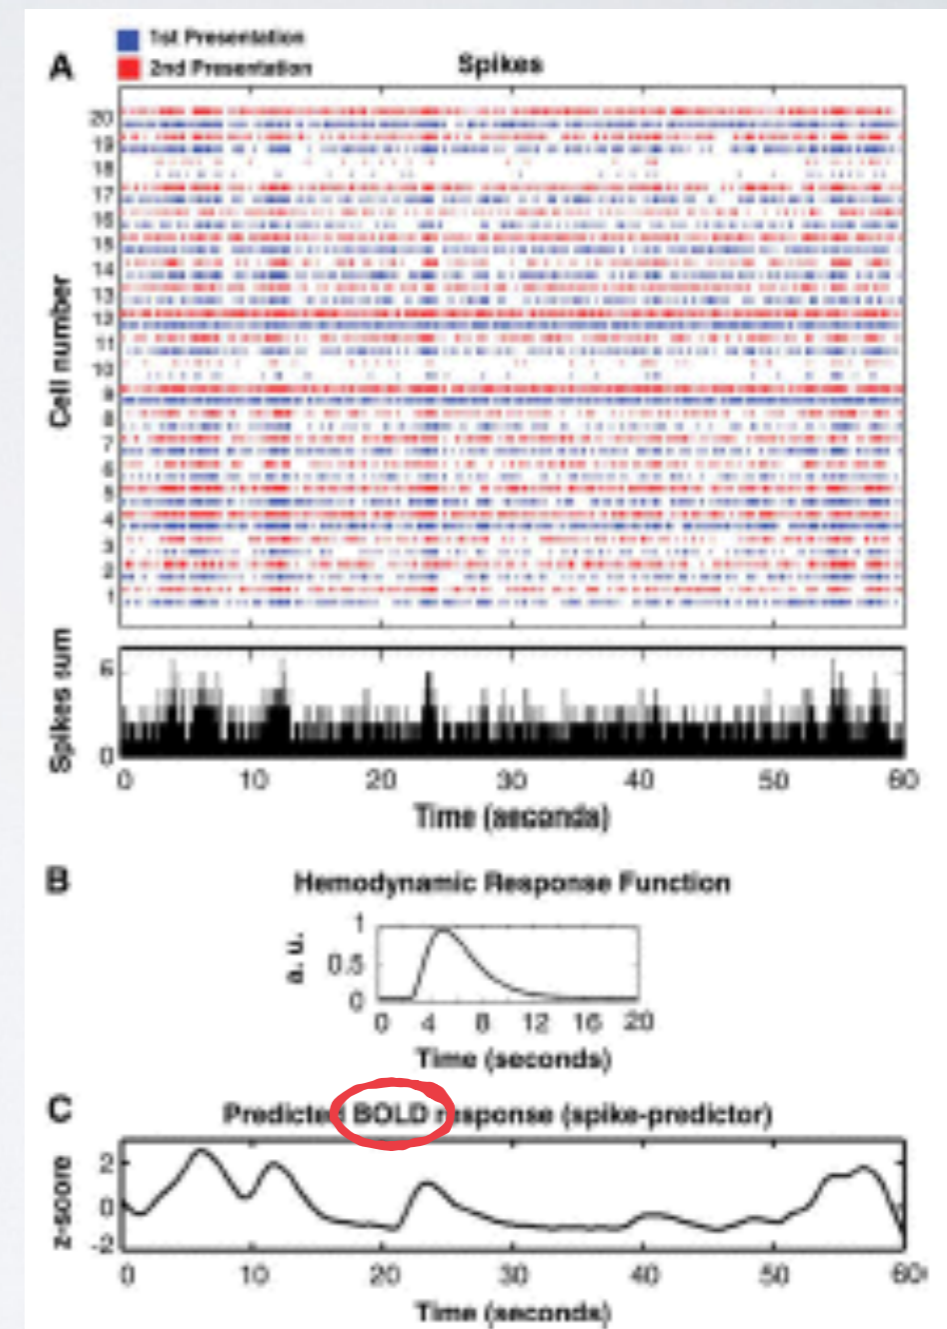 A
1st Presentation
2nd Presentation
Spikes
Cell number
20
19
18
17
16
15
14
13
12
11
10
9
8
7
6
5
4
3
2
1
Spikes sum
6
0
0 10 20 30 40 50 60
Time (seconds)
B
Hemodynamic Response Function
a. u.
1
0.5
0
0 4 8 12 16 20
Time (seconds)
C
Predicted BOLD response (spike-predictor)
z-score
2
0
-2
0 10 20 30 40 50 60
Time (seconds)